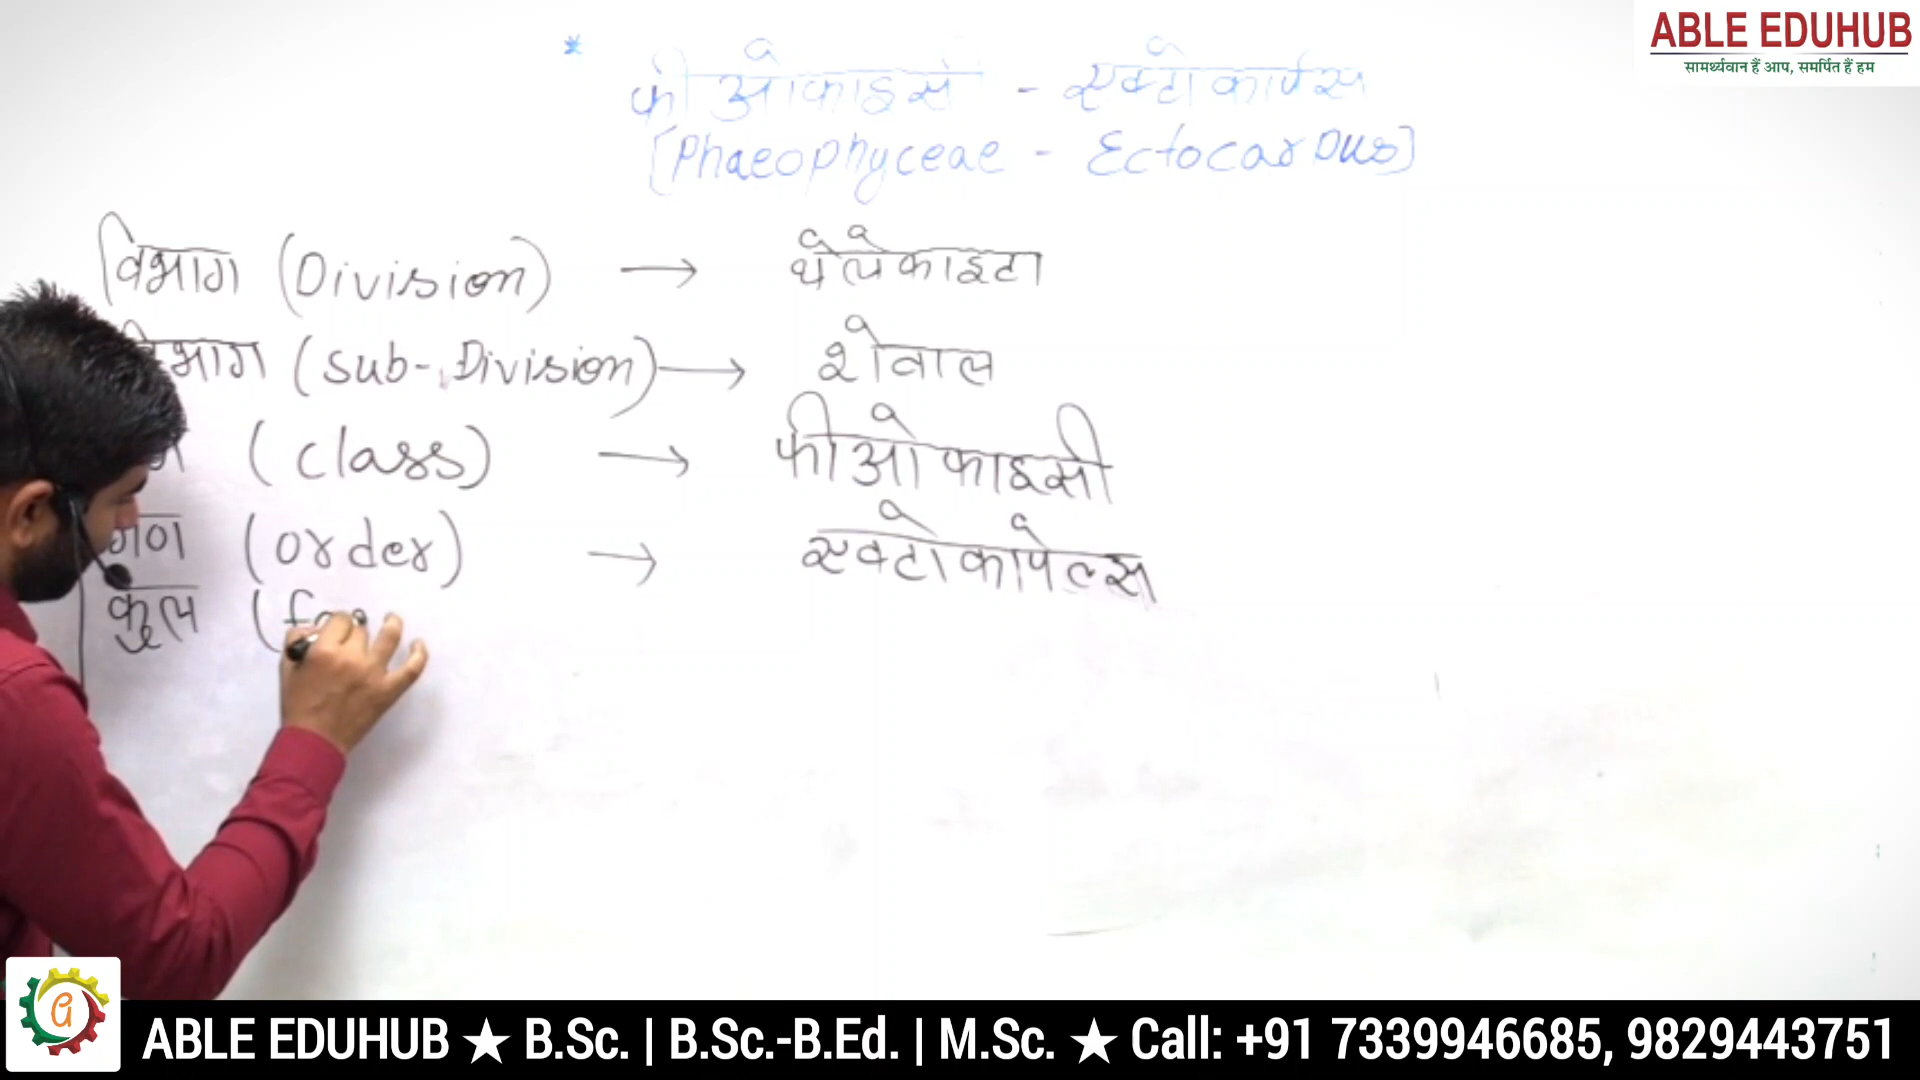 ABLE EDUHUB
सामर्थ्यवान हैं आप, समर्पित हैं हम
* फीओफाइसे - एक्टोकार्पस
[Phaeophyceae - Ectocarpus]
विभाग (Division) → थैलोफाइटा
विभाग (Sub-Division) → शैवाल
(class) → फीओफाइसी
गण (order) → एक्टोकार्पेल्स
कुल
ABLE EDUHUB ★ B.Sc. | B.Sc.-B.Ed. | M.Sc. ★ Call: +91 7339946685, 9829443751